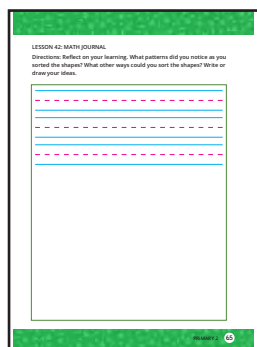 LESSON 42: MATH JOURNAL
Directions: Reflect on your learning. What patterns did you notice as you
sorted the shapes? What other ways could you sort the shapes? Write or
draw your ideas.
PRIMARY 2 65